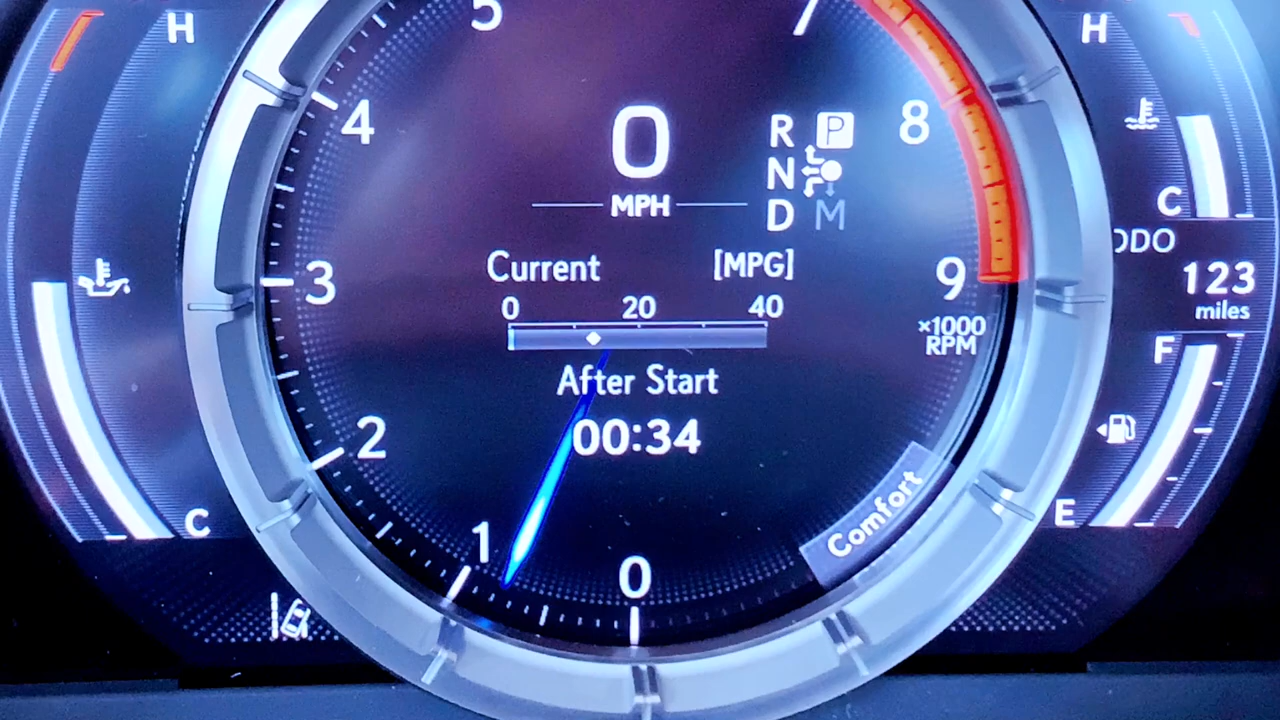 H
5
7
H
4
0
R P
8
N
MPH
D M
C
Current [MPG]
ODO
3
9
123
miles
0 20 40
×1000
RPM
F
After Start
2
00:34
Comfort
C
1
E
0